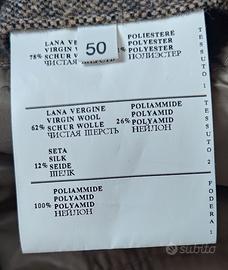 LANA VERGINE POLIESTERE
VIRGIN WOOL POLYESTER
78% SCHUR WOLLE POLYESTER
ЧИСТАЯ ШЕРСТЬ ПОЛИЭСТЕР
50
TESSUTO 1
LANA VERGINE POLIAMMIDE
VIRGIN WOOL POLYAMID
62% SCHUR WOLLE 26% POLYAMID
ЧИСТАЯ ШЕРСТЬ НЕЙЛОН
SETA
SILK
12% SEIDE
ШЕЛК
TESSUTO 2
POLIAMMIDE
POLYAMID
100% POLYAMID
НЕЙЛОН
FODERA 1
subito